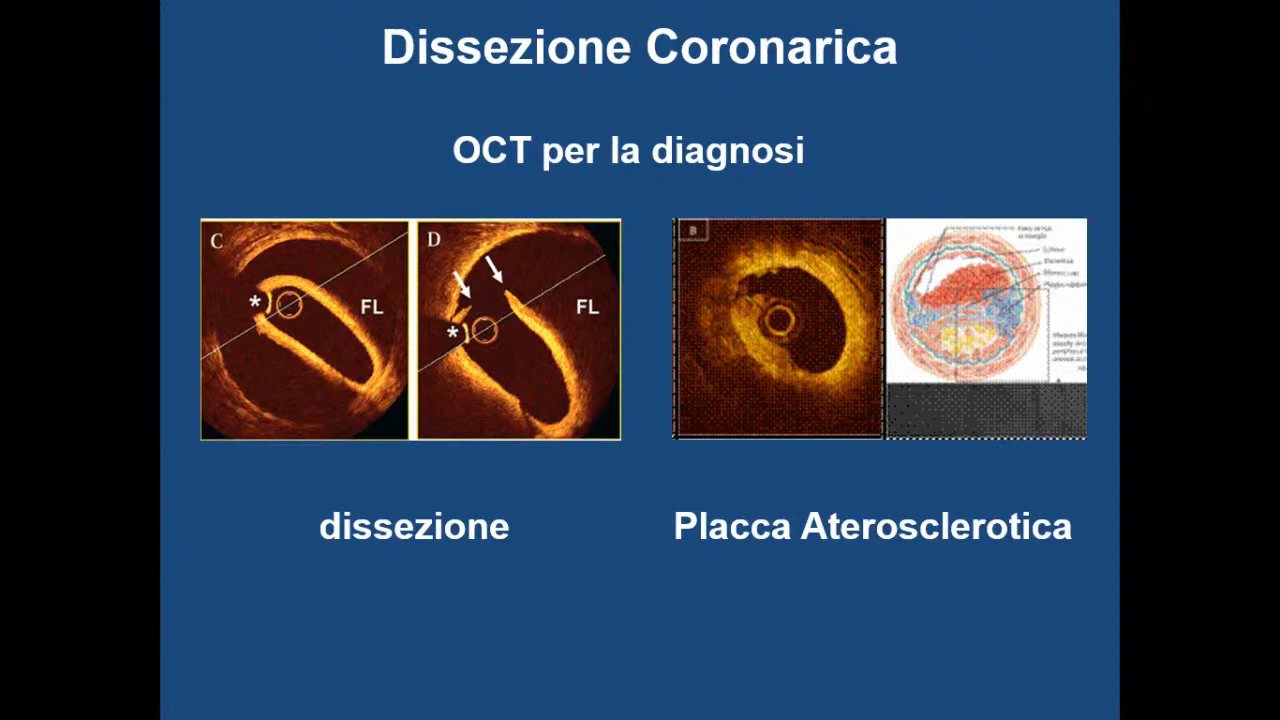 Dissezione Coronarica
OCT per la diagnosi
C
* FL
D
* FL
B
dissezione
Placca Aterosclerotica